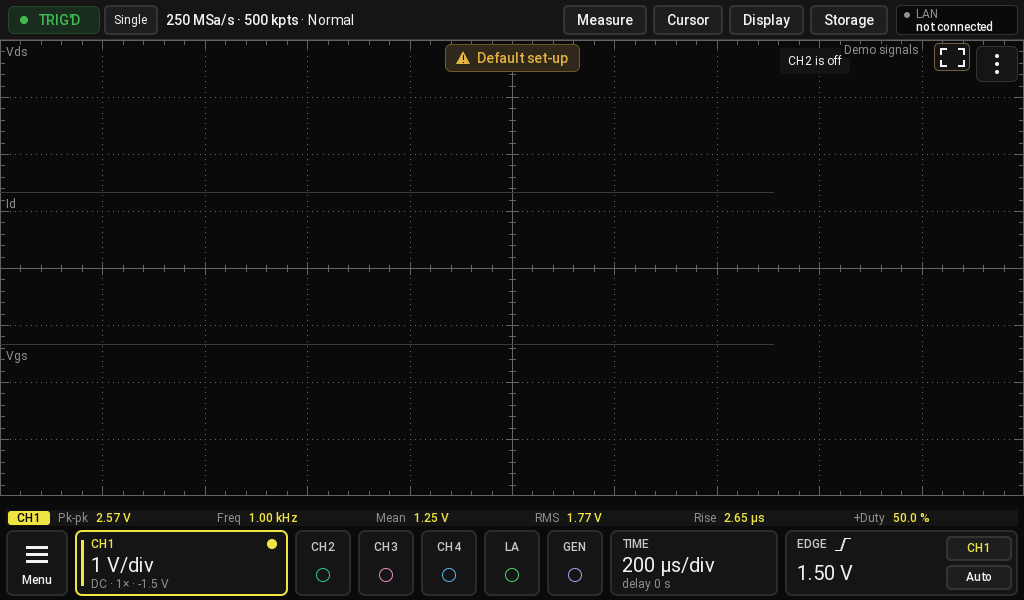 TRIG'D
Single
250 MSa/s · 500 kpts · Normal
Measure
Cursor
Display
Storage
LAN
not connected
Vds
Default set-up
CH2 is off
Demo signals
Id
Vgs
CH1 Pk-pk 2.57 V Freq 1.00 kHz Mean 1.25 V RMS 1.77 V Rise 2.65 µs +Duty 50.0 %
Menu
CH1
1 V/div
DC · 1× · -1.5 V
CH2
CH3
CH4
LA
GEN
TIME
200 µs/div
delay 0 s
EDGE
1.50 V
CH1
Auto